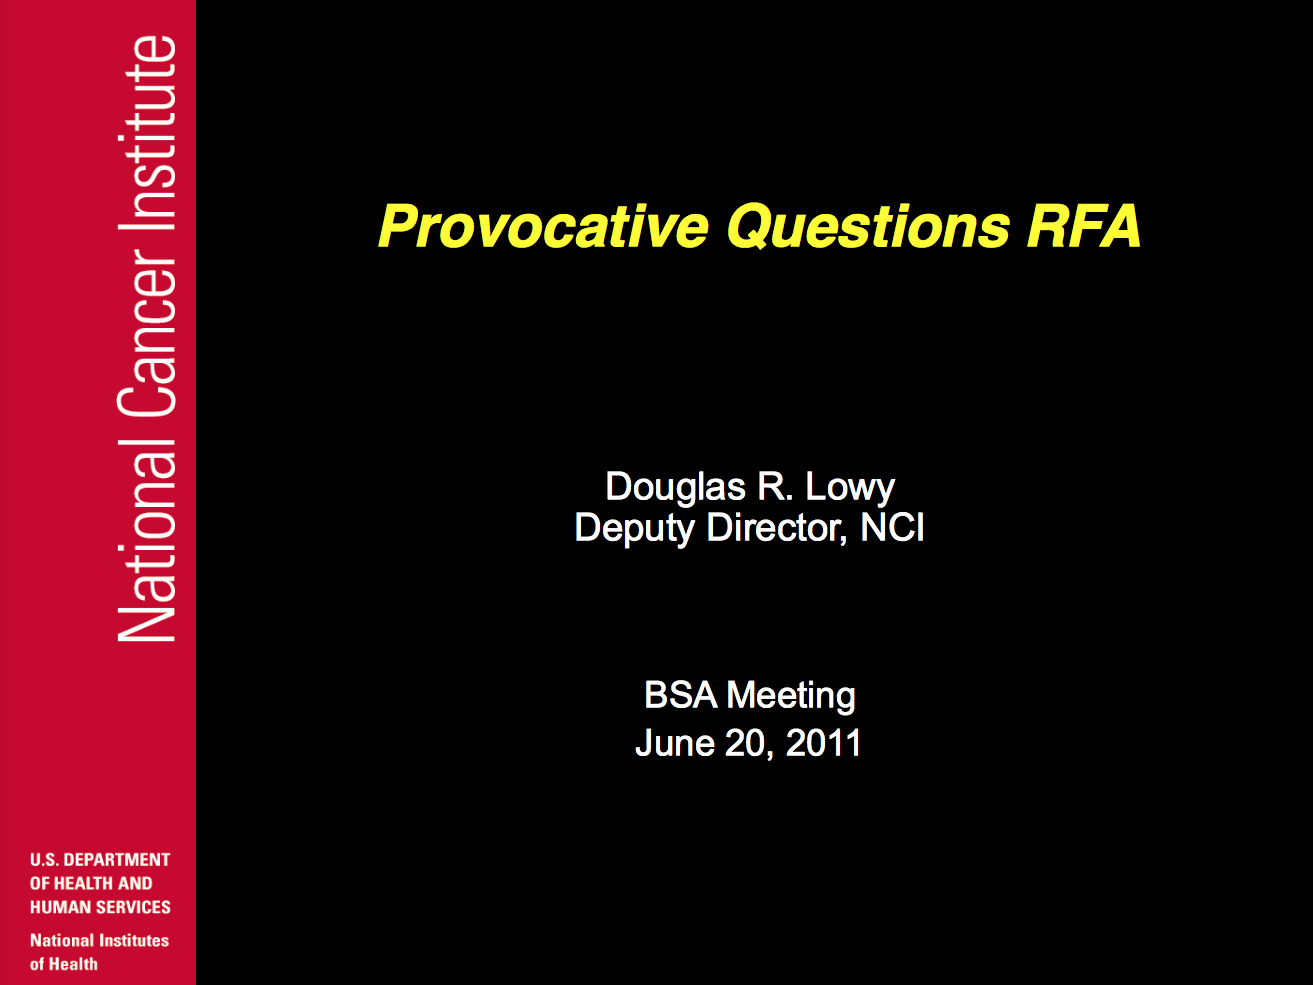 National Cancer Institute
U.S. DEPARTMENT
OF HEALTH AND
HUMAN SERVICES
National Institutes
of Health
Provocative Questions RFA
Douglas R. Lowy
Deputy Director, NCI
BSA Meeting
June 20, 2011